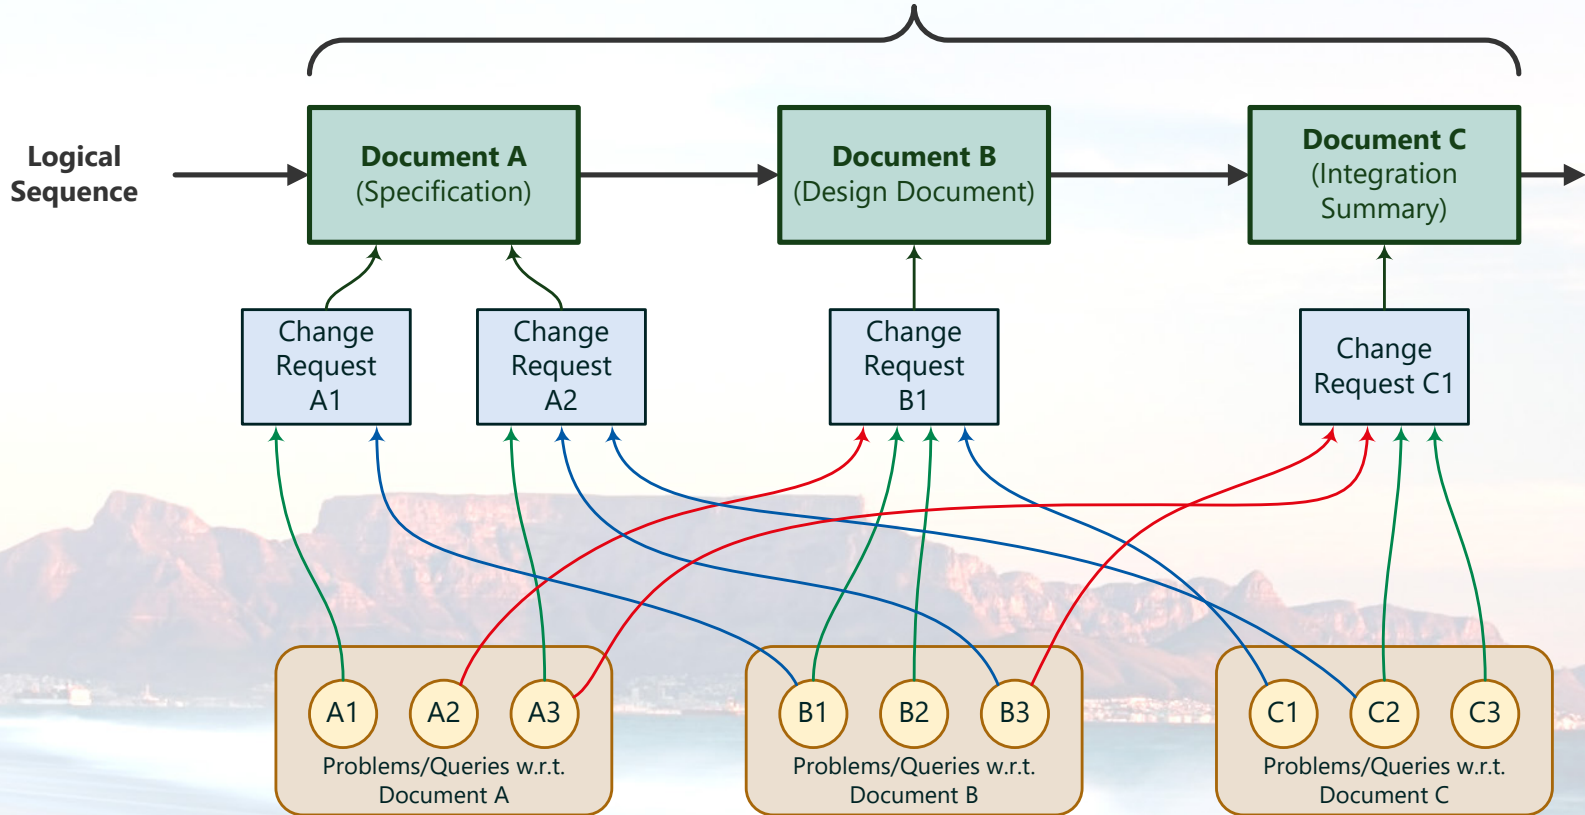 Logical
Sequence
Document A
(Specification)
Document B
(Design Document)
Document C
(Integration
Summary)
Change
Request
A1
Change
Request
A2
Change
Request
B1
Change
Request C1
A1
A2
A3
Problems/Queries w.r.t.
Document A
B1
B2
B3
Problems/Queries w.r.t.
Document B
C1
C2
C3
Problems/Queries w.r.t.
Document C